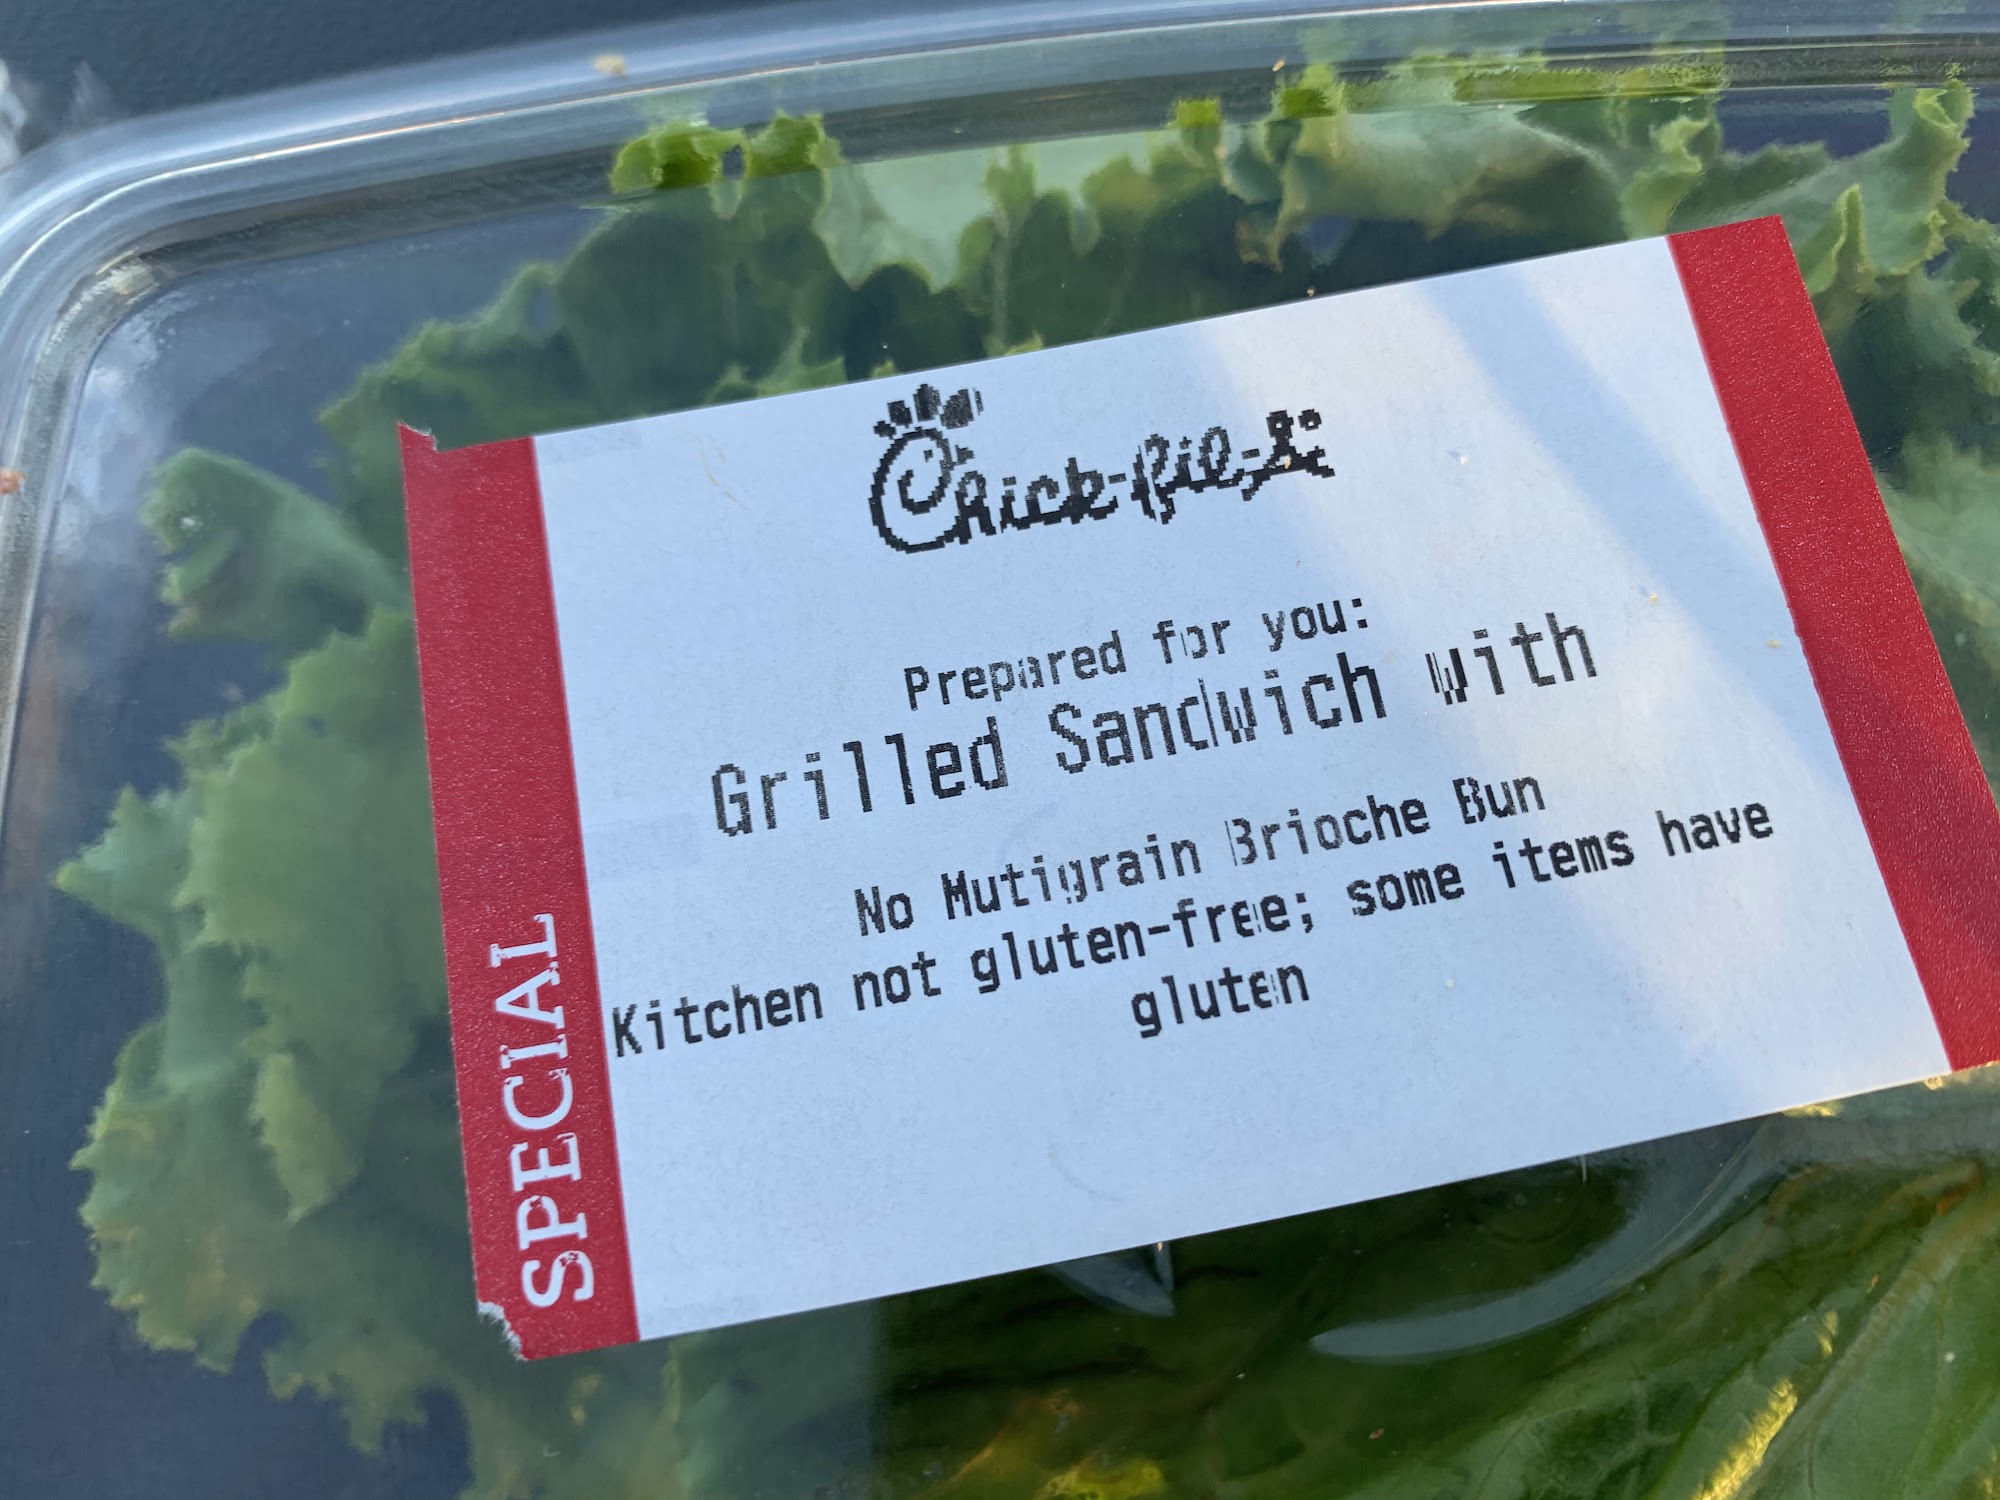 Chick-fil-A
Prepared for you:
Grilled Sandwich with
No Mutigrain Brioche Bun
Kitchen not gluten-free; some items have
gluten
SPECIAL